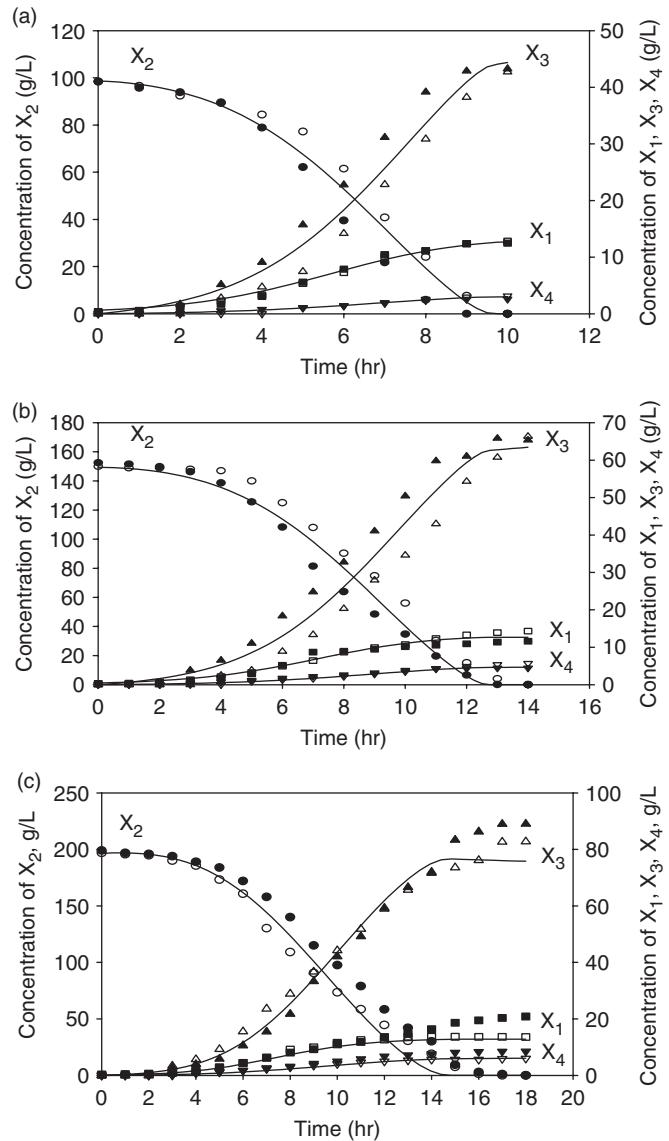 (a)
Concentration of X2 (g/L)
120
100
80
60
40
20
0
X2
X3
X1
X4
50
40
30
20
10
0
Concentration of X1, X3, X4 (g/L)
0 2 4 6 8 10 12
Time (hr)
(b)
Concentration of X2 (g/L)
180
160
140
120
100
80
60
40
20
0
X2
X3
X1
X4
70
60
50
40
30
20
10
0
Concentration of X1, X3, X4 (g/L)
0 2 4 6 8 10 12 14 16
Time (hr)
(c)
Concentration of X2, g/L
250
200
150
100
50
0
X2
X3
X1
X4
100
80
60
40
20
0
Concentration of X1, X3, X4, g/L
0 2 4 6 8 10 12 14 16 18 20
Time (hr)